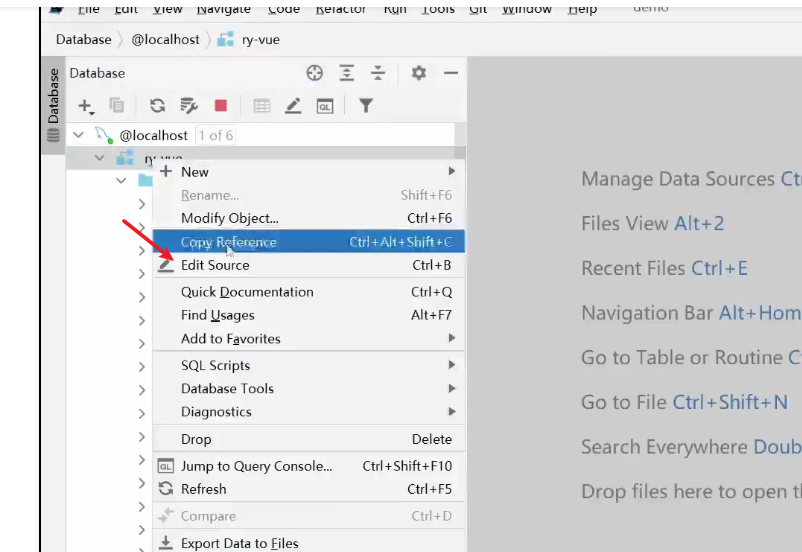 File Edit View Navigate Code Refactor Run Tools Git Window Help demo
Database @localhost ry-vue
Database
Database
@localhost 1 of 6
ry-vue
New
Rename... Shift+F6
Modify Object... Ctrl+F6
Copy Reference Ctrl+Alt+Shift+C
Edit Source Ctrl+B
Quick Documentation Ctrl+Q
Find Usages Alt+F7
Add to Favorites
SQL Scripts
Database Tools
Diagnostics
Drop Delete
QL Jump to Query Console... Ctrl+Shift+F10
Refresh Ctrl+F5
Compare Ctrl+D
Export Data to Files
Manage Data Sources Ct
Files View Alt+2
Recent Files Ctrl+E
Navigation Bar Alt+Hom
Go to Table or Routine C
Go to File Ctrl+Shift+N
Search Everywhere Doub
Drop files here to open t